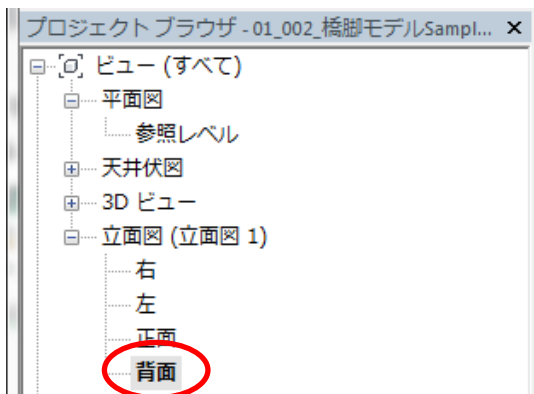 プロジェクト ブラウザ - 01_002_橋脚モデルSampl...
ビュー (すべて)
平面図
参照レベル
天井伏図
3D ビュー
立面図 (立面図 1)
右
左
正面
背面